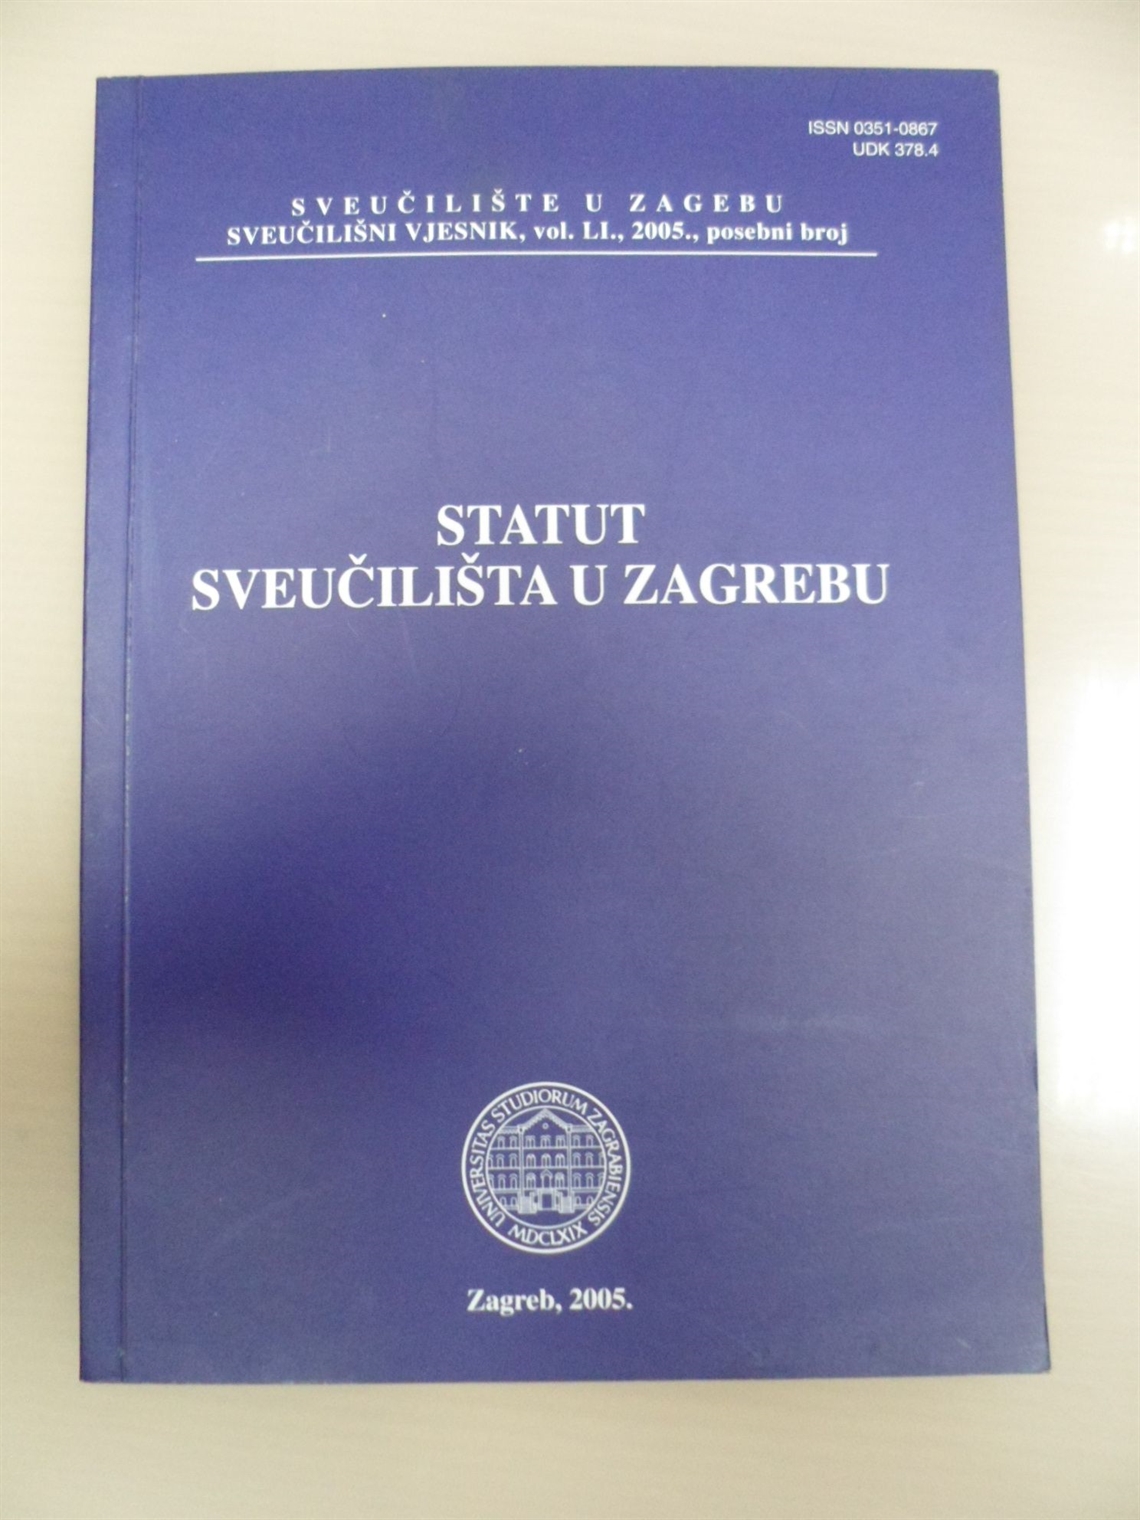 ISSN 0351-0867
UDK 378.4
SVEUČILIŠTE U ZAGEBU
SVEUČILIŠNI VJESNIK, vol. LI., 2005., posebni broj
STATUT
SVEUČILIŠTA U ZAGREBU
UNIVERSITAS STUDIORUM ZAGRABIENSIS
MDCLXIX
Zagreb, 2005.